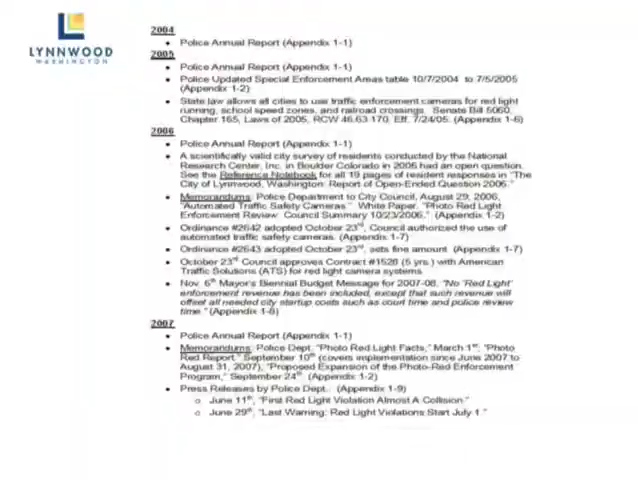 LYNNWOOD
WASHINGTON
2004
• Police Annual Report (Appendix 1-1)
2005
• Police Annual Report (Appendix 1-1)
• Police Updated Special Enforcement Areas table 10/7/2004 to 7/5/2005
(Appendix 1-2)
• State law allows all cities to use traffic enforcement cameras for red light
running, school speed zones, and railroad crossings. Senate Bill 5060,
Chapter 165, Laws of 2005, RCW 46.63.170, Eff. 7/24/05. (Appendix 1-6)
2006
• Police Annual Report (Appendix 1-1)
• A scientifically valid city survey of residents conducted by the National
Research Center, Inc. in Boulder Colorado in 2006 had an open question.
See the Reference Notebook for all 19 pages of resident responses in "The
City of Lynnwood, Washington: Report of Open-Ended Question 2006."
• Memorandums: Police Department to City Council, August 29, 2006,
"Automated Traffic Safety Cameras." White Paper, "Photo Red Light
Enforcement Review Council Summary 10/23/2006." (Appendix 1-2)
• Ordinance #2642 adopted October 23rd, Council authorized the use of
automated traffic safety cameras. (Appendix 1-7)
• Ordinance #2643 adopted October 23rd, sets fine amount (Appendix 1-7)
• October 23rd Council approves Contract #1526 (5 yrs.) with American
Traffic Solutions (ATS) for red light camera systems
• Nov. 6th Mayor's Biennial Budget Message for 2007-08, "No 'Red Light'
enforcement revenue has been included, except that such revenue will
offset all needed city startup costs such as court time and police review
time." (Appendix 1-8)
2007
• Police Annual Report (Appendix 1-1)
• Memorandums: Police Dept. "Photo Red Light Facts," March 1st; "Photo
Red Report," September 10th (covers implementation since June 2007 to
August 31, 2007), "Proposed Expansion of the Photo-Red Enforcement
Program," September 24th (Appendix 1-2)
• Press Releases by Police Dept.. (Appendix 1-9)
o June 11th, "First Red Light Violation Almost A Collision."
o June 29th, "Last Warning: Red Light Violations Start July 1."